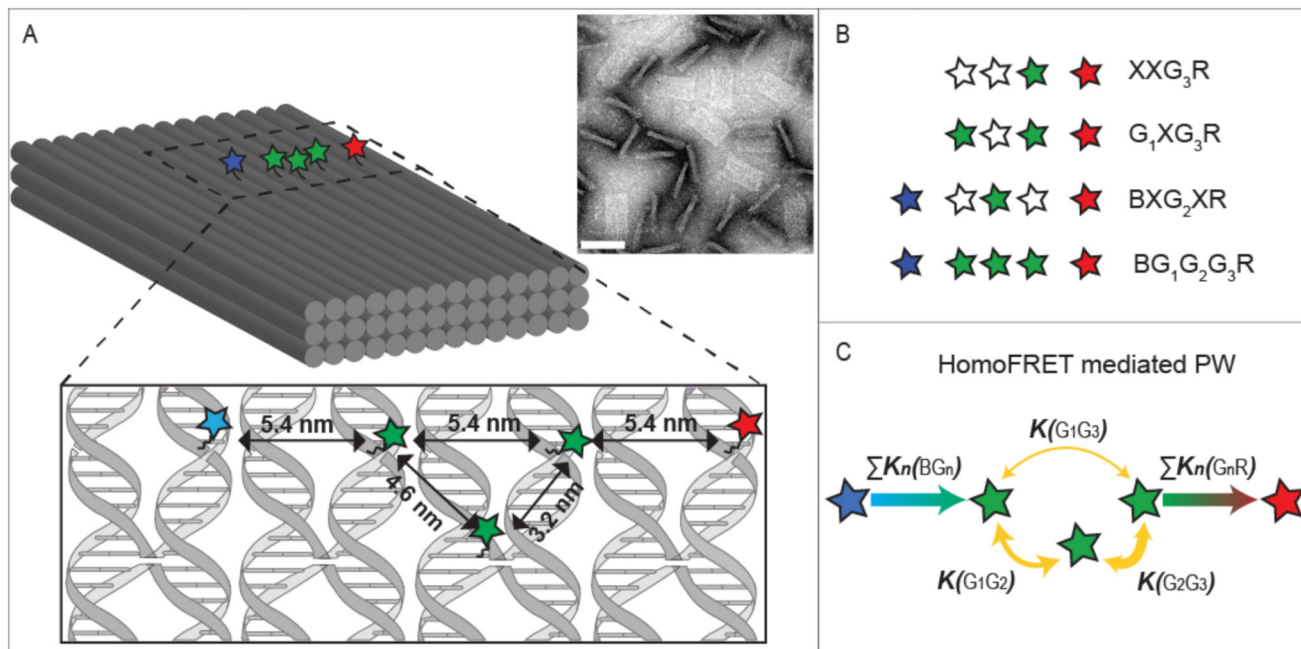 A
5.4 nm
5.4 nm
5.4 nm
4.6 nm
3.2 nm
B
XXG₃R
G₁XG₃R
BXG₂XR
BG₁G₂G₃R
C
HomoFRET mediated PW
K(G1G3)
∑Kn(BGn)
∑Kn(GnR)
K(G1G2)
K(G2G3)